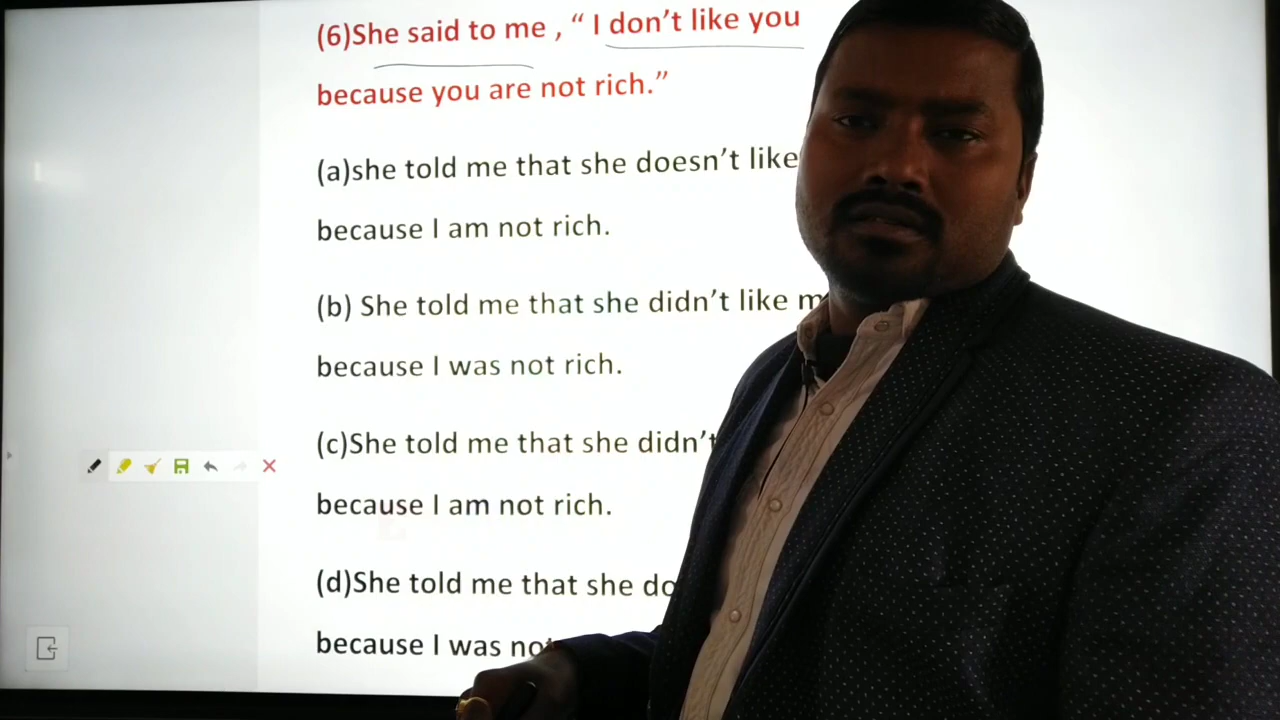 (6)She said to me , “ I don’t like you
because you are not rich.”
(a)she told me that she doesn’t like
because I am not rich.
(b) She told me that she didn’t like
because I was not rich.
(c)She told me that she didn’t
because I am not rich.
(d)She told me that she
because I was not